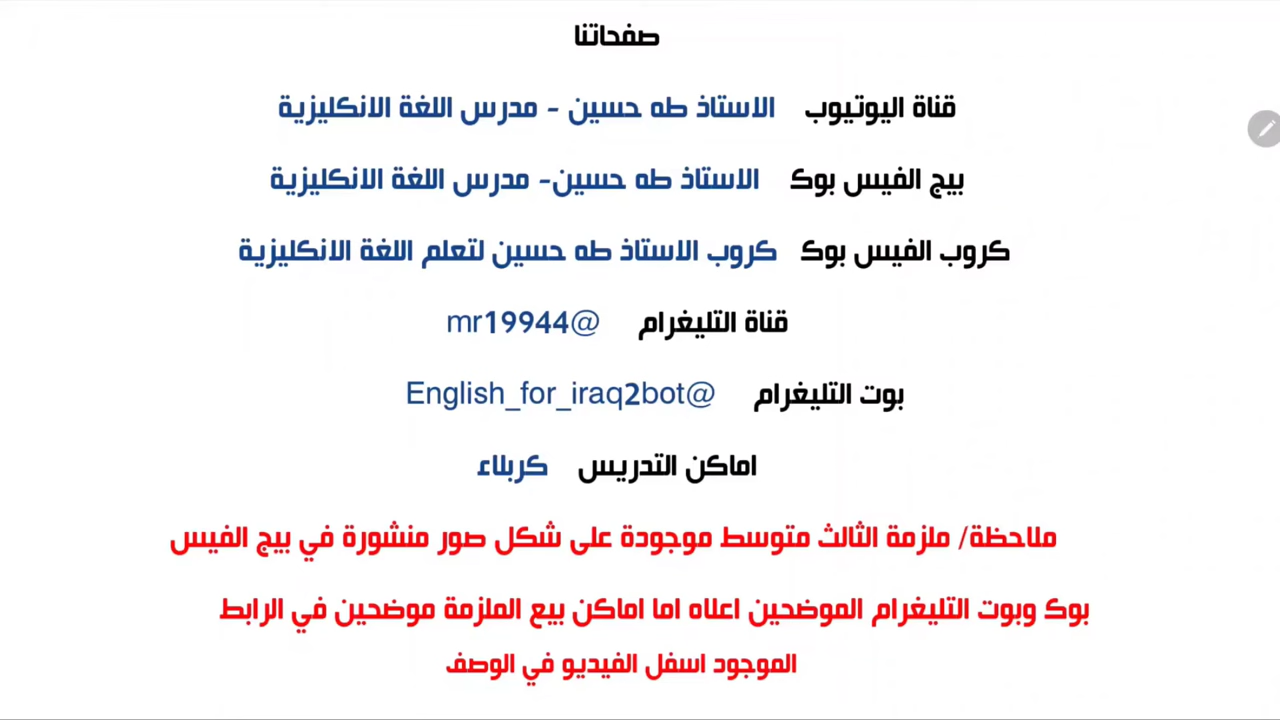 صفحاتنا
قناة اليوتيوب الاستاذ طه حسين - مدرس اللغة الانكليزية
بيج الفيس بوك الاستاذ طه حسين- مدرس اللغة الانكليزية
كروب الفيس بوك كروب الاستاذ طه حسين لتعلم اللغة الانكليزية
قناة التليغرام @mr19944
بوت التليغرام @English_for_iraq2bot
اماكن التدريس كربلاء
ملاحظة/ ملزمة الثالث متوسط موجودة على شكل صور منشورة في بيج الفيس
بوك وبوت التليغرام الموضحين اعلاه اما اماكن بيع الملزمة موضحين في الرابط
الموجود اسفل الفيديو في الوصف